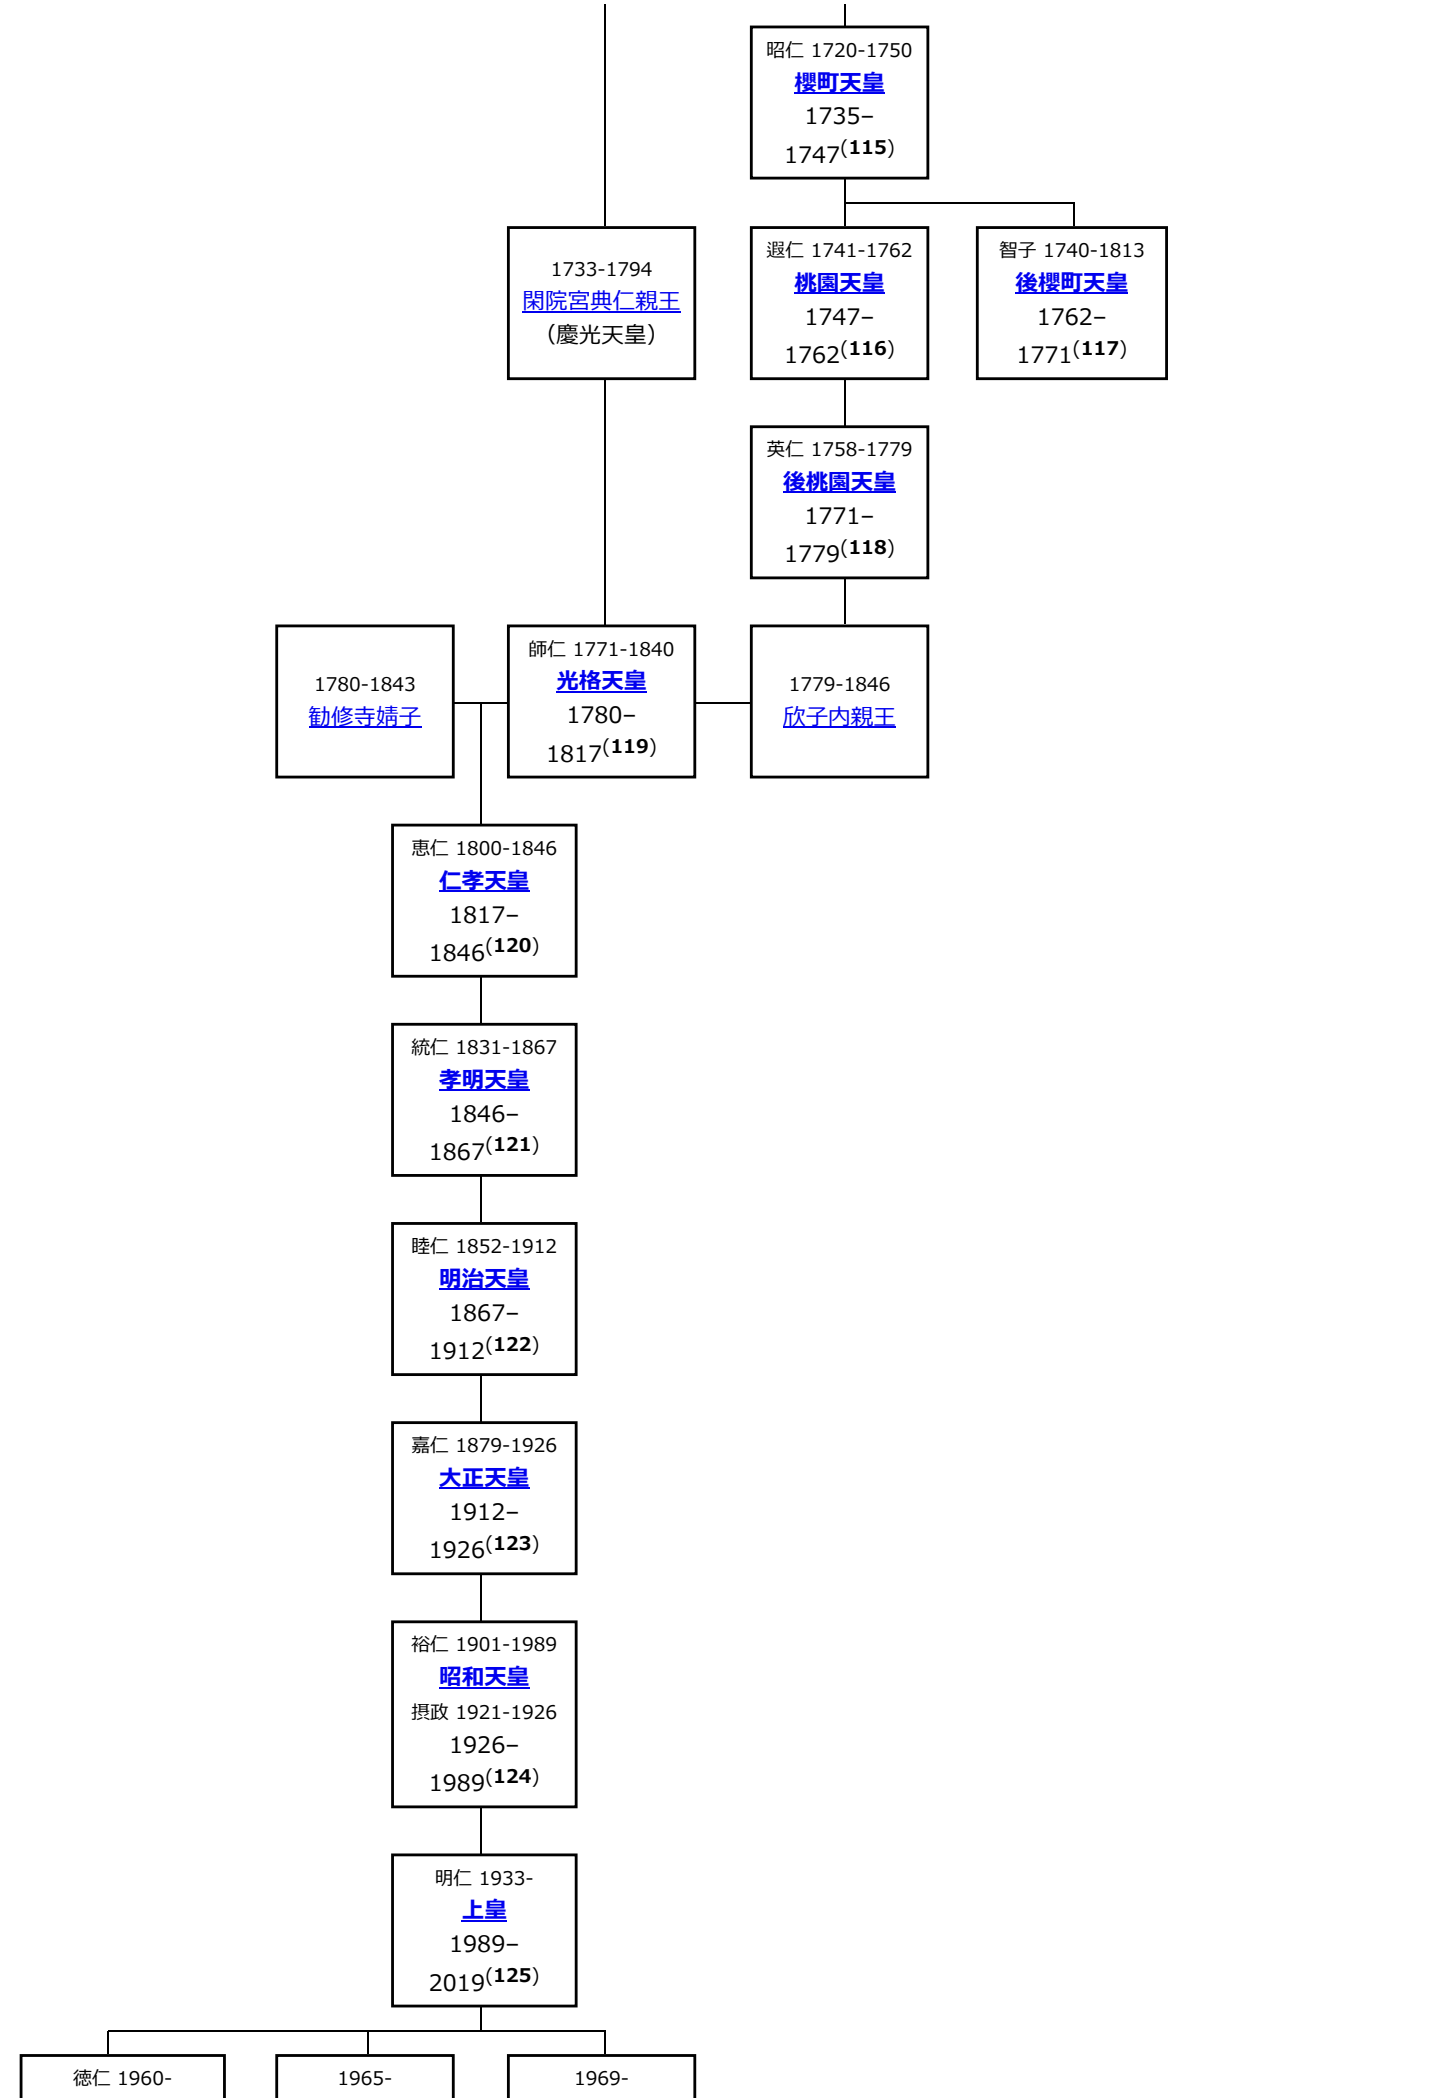 昭仁 1720-1750
櫻町天皇
1735–
1747(115)
1733-1794
閑院宮典仁親王
（慶光天皇）
遐仁 1741-1762
桃園天皇
1747–
1762(116)
智子 1740-1813
後櫻町天皇
1762–
1771(117)
英仁 1758-1779
後桃園天皇
1771–
1779(118)
1780-1843
勧修寺婧子
師仁 1771-1840
光格天皇
1780–
1817(119)
1779-1846
欣子内親王
恵仁 1800-1846
仁孝天皇
1817–
1846(120)
統仁 1831-1867
孝明天皇
1846–
1867(121)
睦仁 1852-1912
明治天皇
1867–
1912(122)
嘉仁 1879-1926
大正天皇
1912–
1926(123)
裕仁 1901-1989
昭和天皇
摂政 1921-1926
1926–
1989(124)
明仁 1933-
上皇
1989–
2019(125)
徳仁 1960-
1965-
1969-